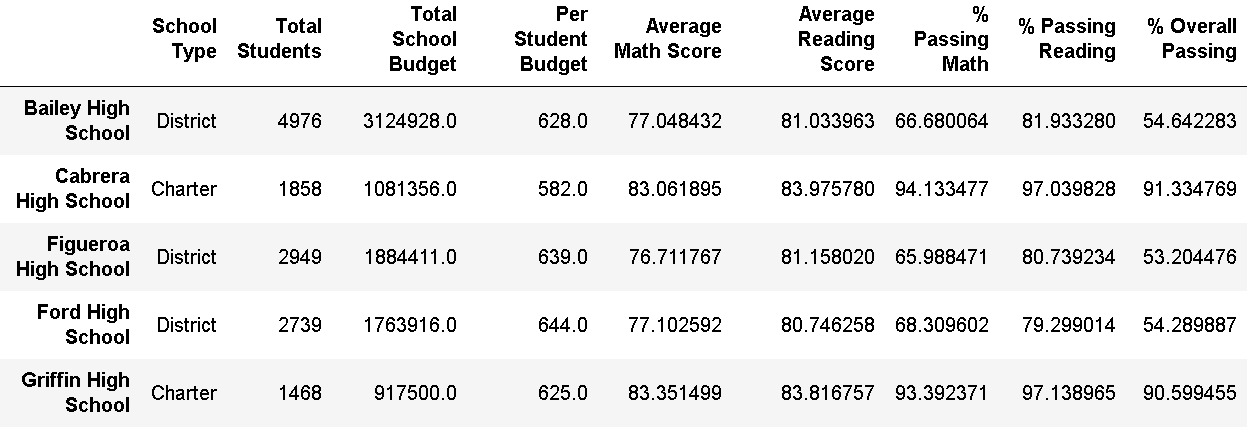 School Type Total Students Total School Budget Per Student Budget Average Math Score Average Reading Score % Passing Math % Passing Reading % Overall Passing
Bailey High School District 4976 3124928.0 628.0 77.048432 81.033963 66.680064 81.933280 54.642283
Cabrera High School Charter 1858 1081356.0 582.0 83.061895 83.975780 94.133477 97.039828 91.334769
Figueroa High School District 2949 1884411.0 639.0 76.711767 81.158020 65.988471 80.739234 53.204476
Ford High School District 2739 1763916.0 644.0 77.102592 80.746258 68.309602 79.299014 54.289887
Griffin High School Charter 1468 917500.0 625.0 83.351499 83.816757 93.392371 97.138965 90.599455